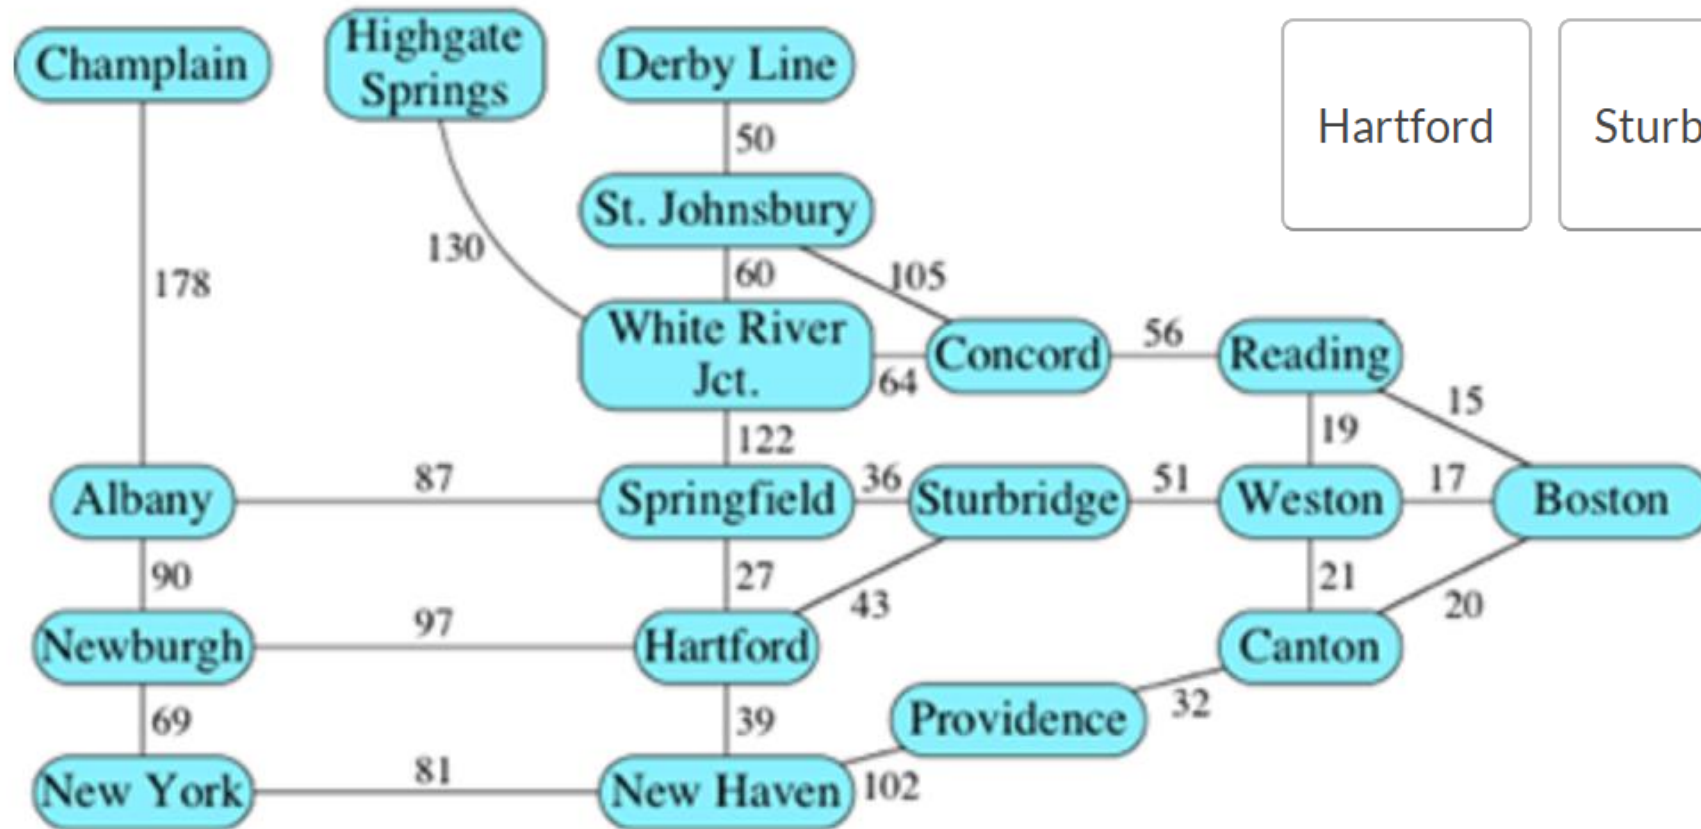 Champlain
Highgate
Springs
Derby Line
Hartford
Sturb
50
St. Johnsbury
130
178
60
105
White River
Jct.
64
Concord
56
Reading
15
122
19
Albany
87
Springfield
36
Sturbridge
51
Weston
17
Boston
90
27
43
21
20
Newburgh
97
Hartford
Canton
69
39
Providence
32
New York
81
New Haven
102